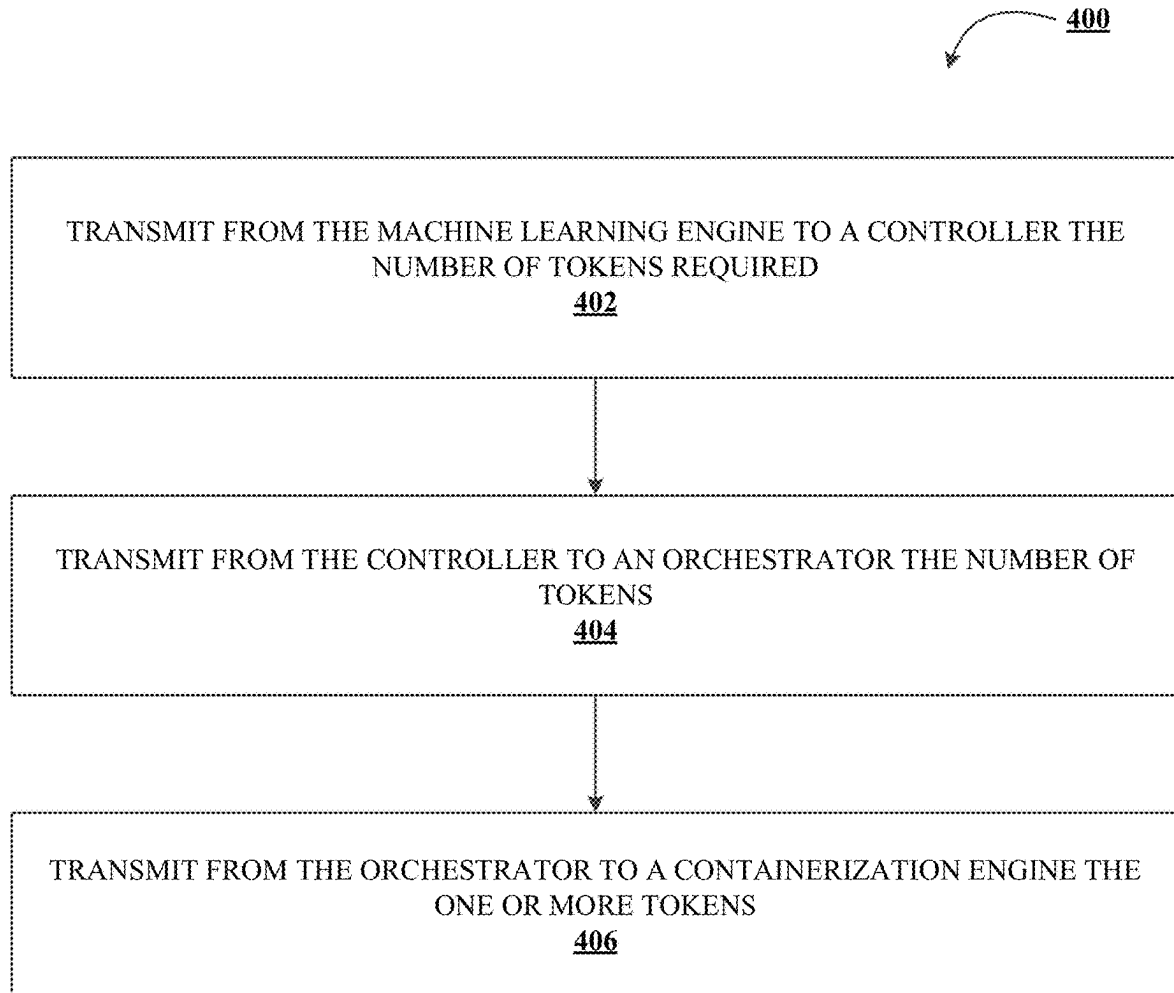 400
TRANSMIT FROM THE MACHINE LEARNING ENGINE TO A CONTROLLER THE
NUMBER OF TOKENS REQUIRED
402
TRANSMIT FROM THE CONTROLLER TO AN ORCHESTRATOR THE NUMBER OF
TOKENS
404
TRANSMIT FROM THE ORCHESTRATOR TO A CONTAINERIZATION ENGINE THE
ONE OR MORE TOKENS
406